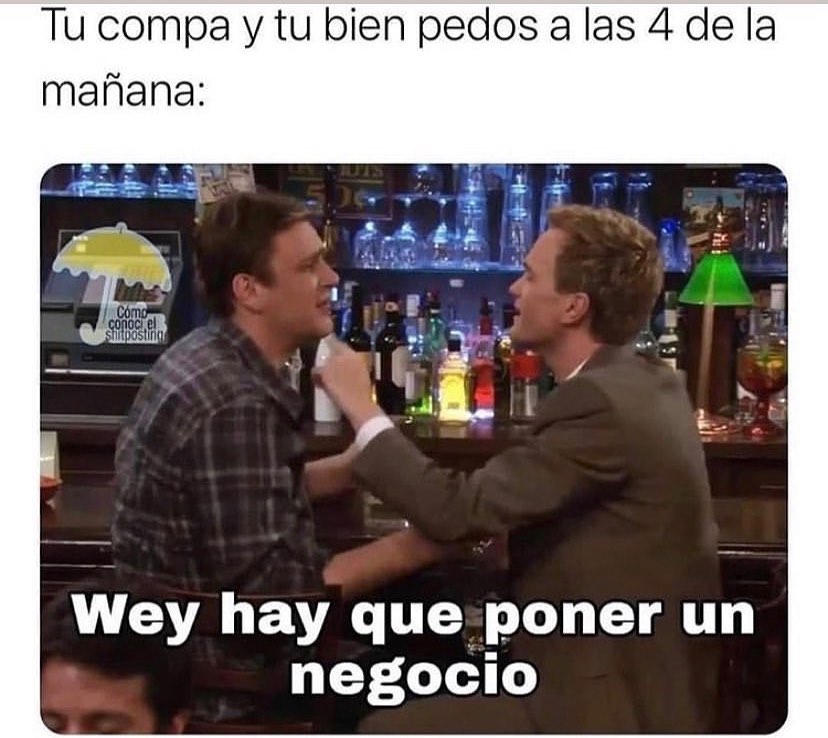 Tu compa y tu bien pedos a las 4 de la
mañana:
Cómo
conocí el
shitposting
Wey hay que poner un
negocio